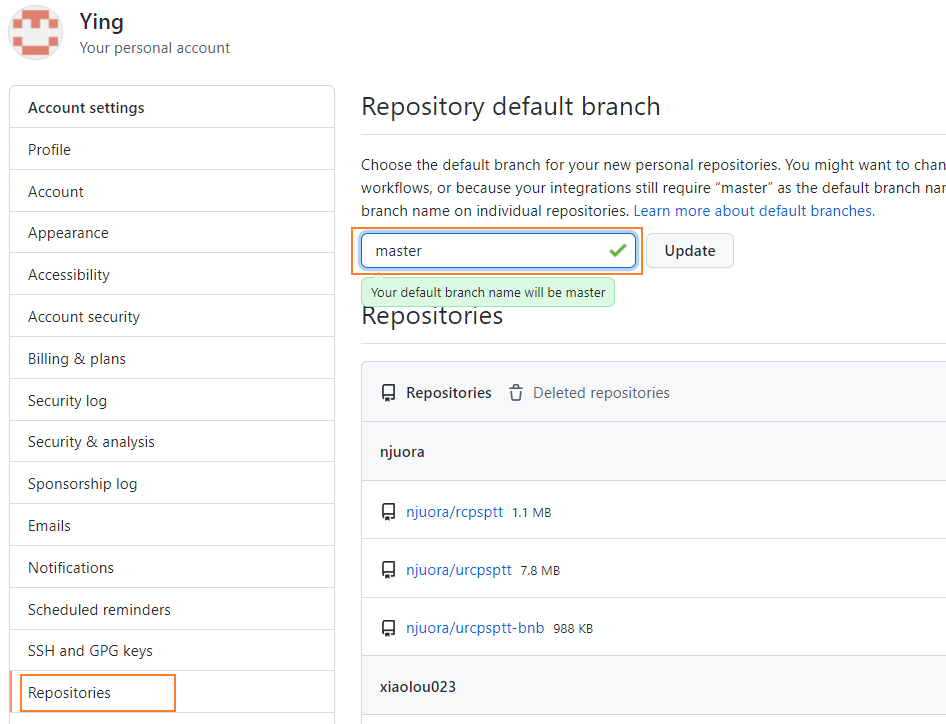 Ying
Your personal account
Account settings
Profile
Account
Appearance
Accessibility
Account security
Billing & plans
Security log
Security & analysis
Sponsorship log
Emails
Notifications
Scheduled reminders
SSH and GPG keys
Repositories
Repository default branch
Choose the default branch for your new personal repositories. You might want to chan
workflows, or because your integrations still require “master” as the default branch nam
branch name on individual repositories. Learn more about default branches.
master
Update
Your default branch name will be master
Repositories
Repositories Deleted repositories
njuora
njuora/rcpsptt 1.1 MB
njuora/urcpsptt 7.8 MB
njuora/urcpsptt-bnb 988 KB
xiaolou023